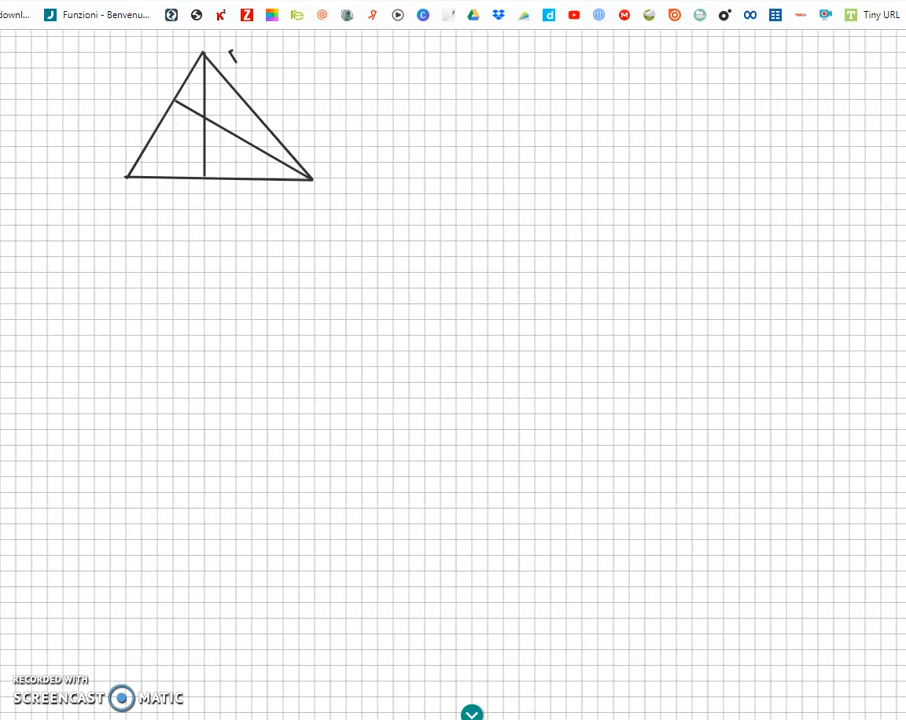 downl...
Funzioni - Benvenu...
Tiny URL
RECORDED WITH
SCREENCAST MATIC